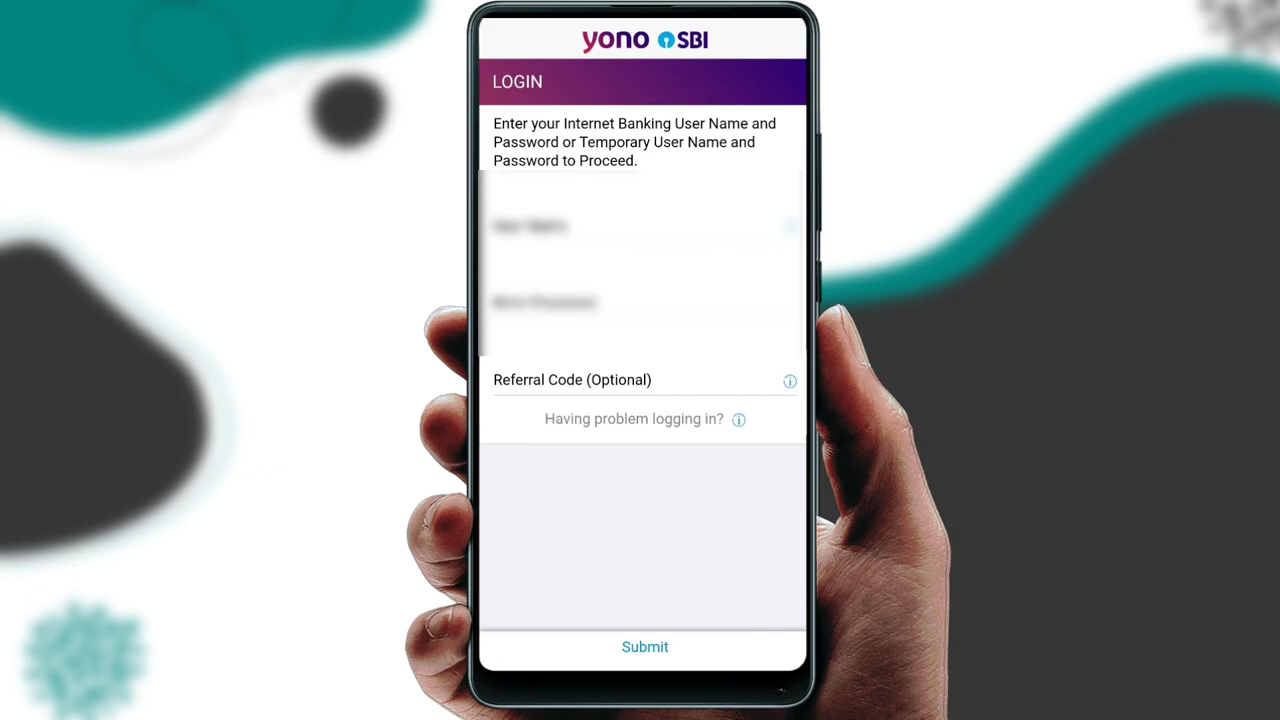 yono SBI
LOGIN
Enter your Internet Banking User Name and
Password or Temporary User Name and
Password to Proceed.
Referral Code (Optional)
Having problem logging in?
Submit